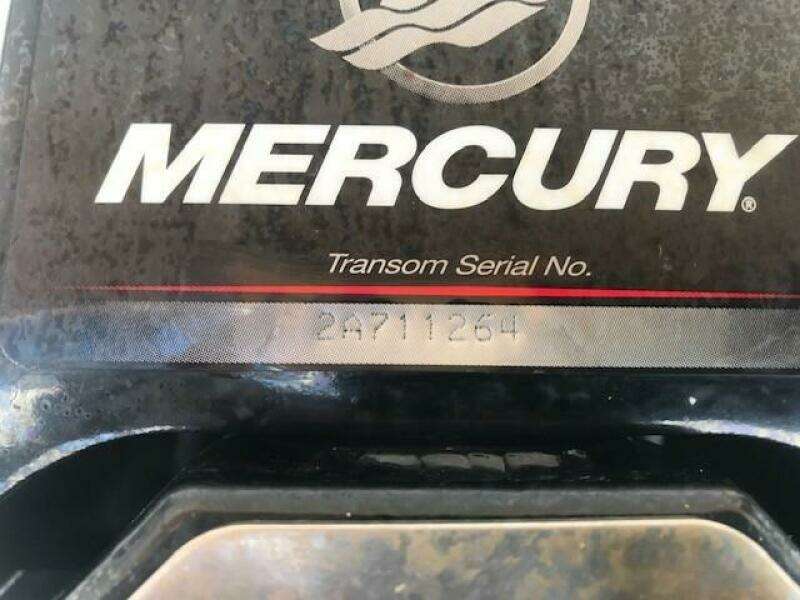 MERCURY®
Transom Serial No.
2A711264